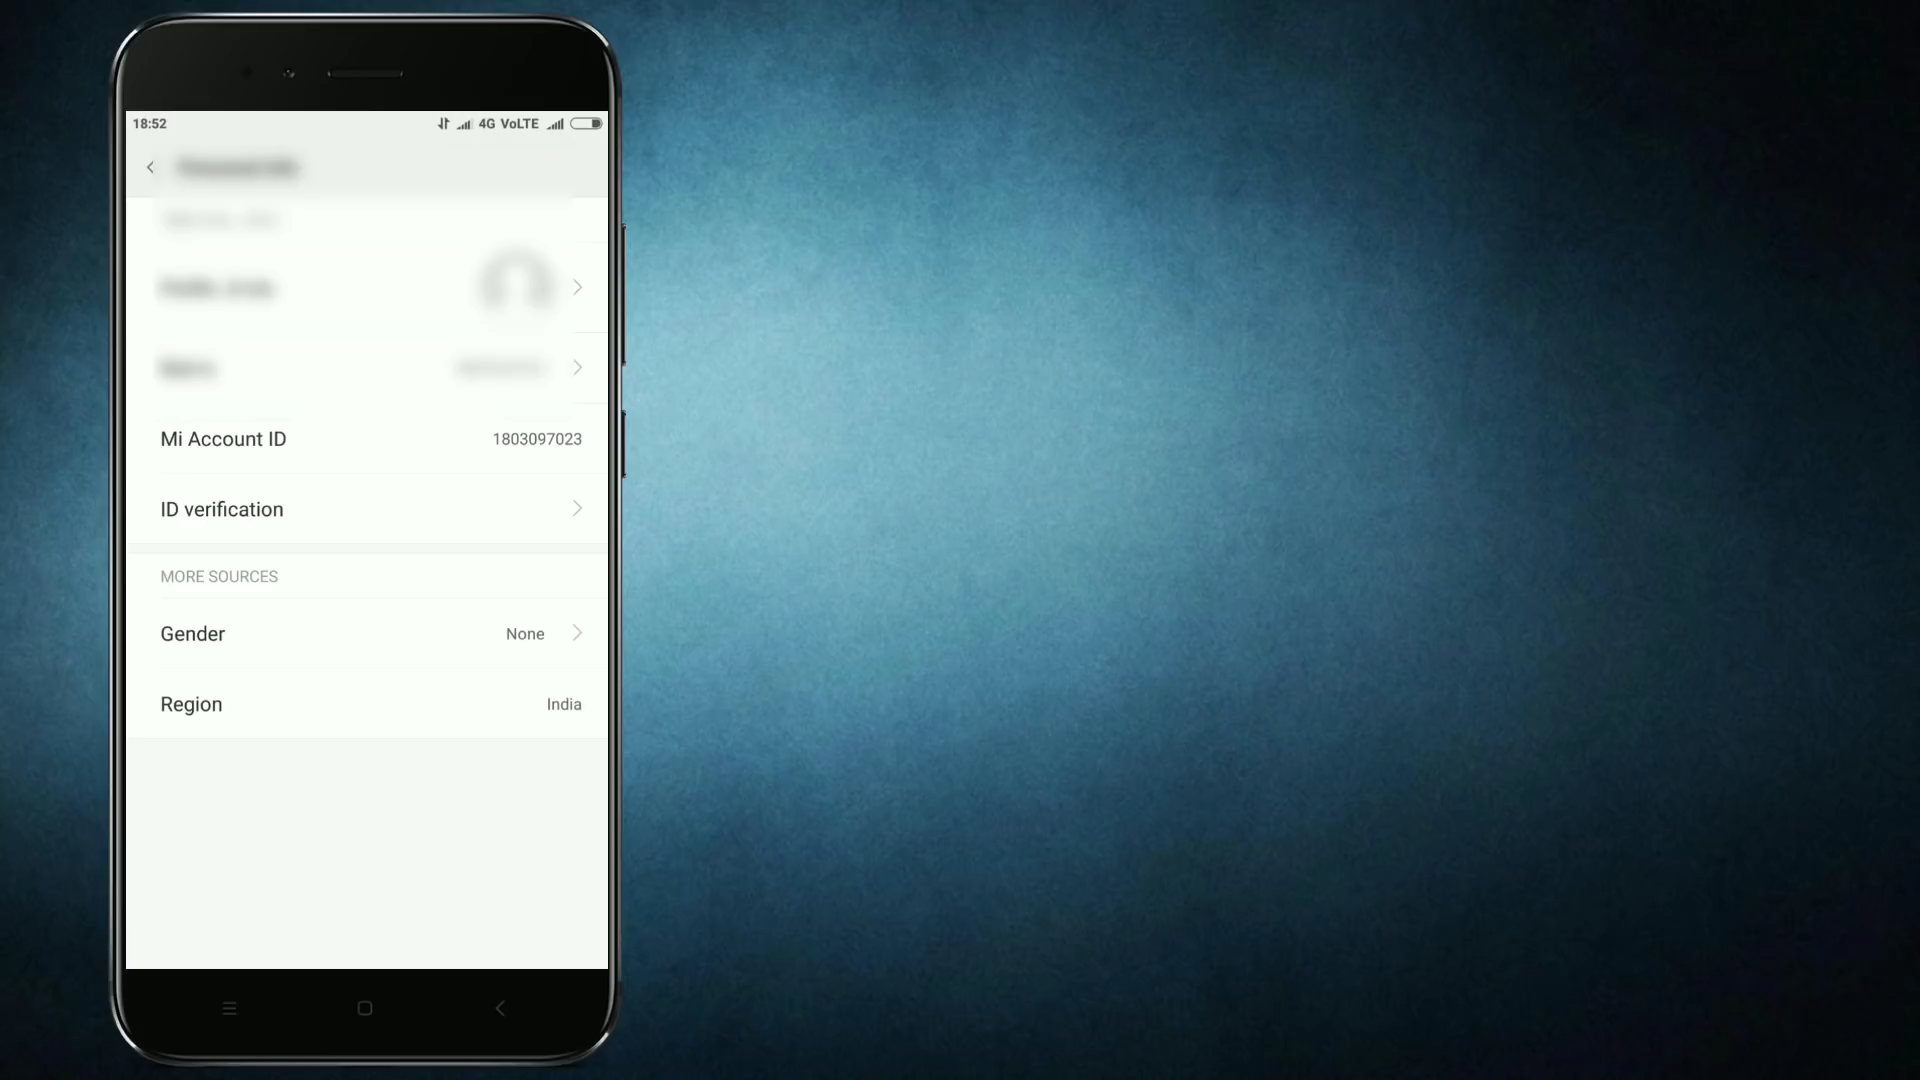 18:52 4G VoLTE
Mi Account ID 1803097023
ID verification
MORE SOURCES
Gender None
Region India